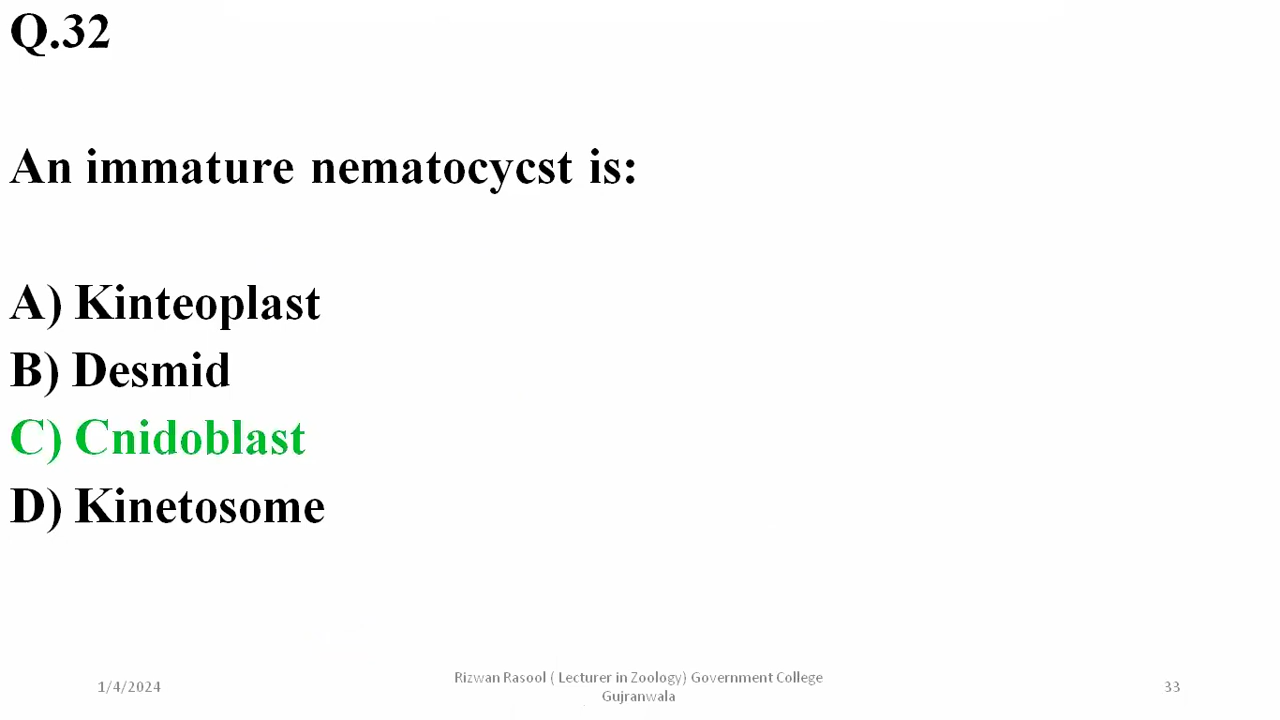 Q.32
An immature nematocycst is:
A) Kinteoplast
B) Desmid
C) Cnidoblast
D) Kinetosome
1/4/2024
Rizwan Rasool ( Lecturer in Zoology) Government College
Gujranwala
33